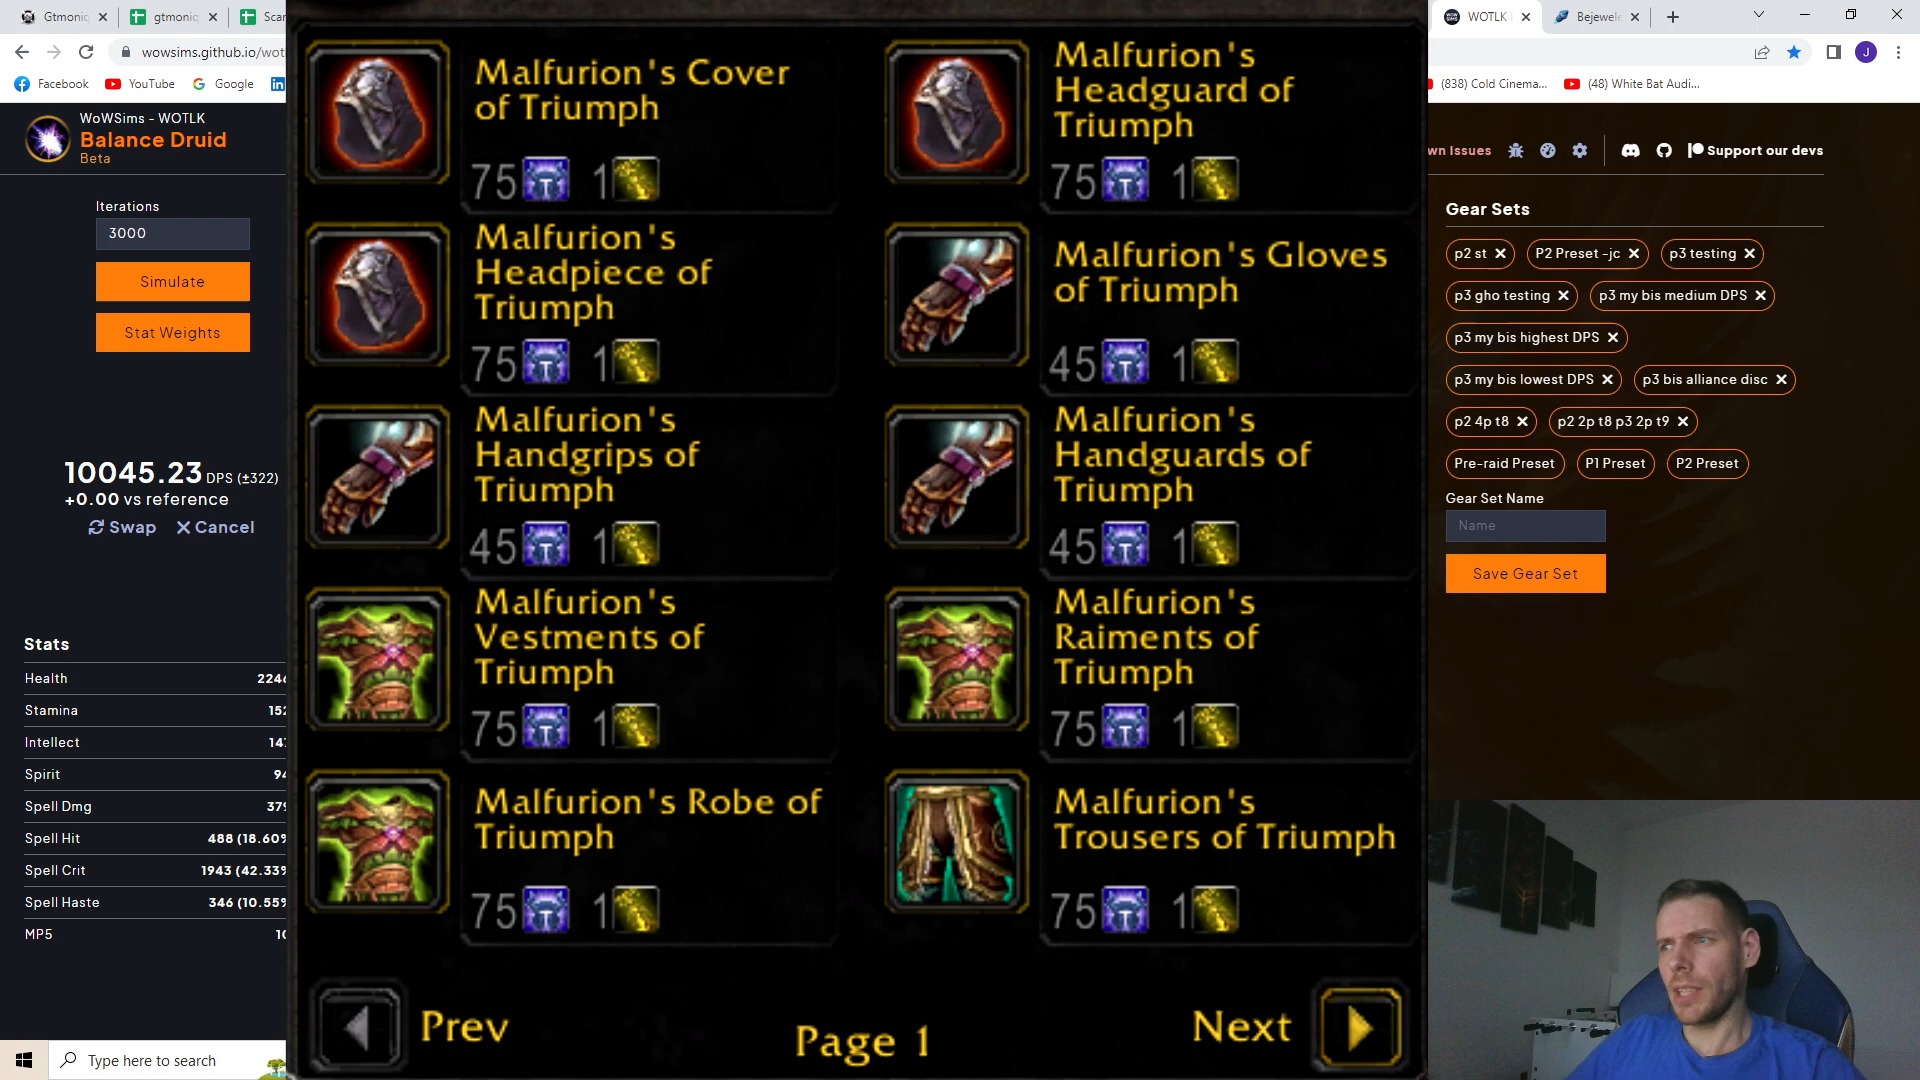 Gtmoniq
gtmoniq
Scar
WOTLK
Bejewele
wowsims.github.io/wot
Facebook
YouTube
Google
(838) Cold Cinema...
(48) White Bat Audi...
WoWSims - WOTLK
Balance Druid
Beta
Iterations
3000
Simulate
Stat Weights
10045.23 DPS (±322)
+0.00 vs reference
Swap
Cancel
Stats
Health 2246
Stamina 152
Intellect 147
Spirit 94
Spell Dmg 379
Spell Hit 488 (18.60%
Spell Crit 1943 (42.33%
Spell Haste 346 (10.55%
MP5 10
Malfurion's Cover
of Triumph
75 1
Malfurion's
Headguard of
Triumph
75 1
Malfurion's
Headpiece of
Triumph
75 1
Malfurion's Gloves
of Triumph
45 1
Malfurion's
Handgrips of
Triumph
45 1
Malfurion's
Handguards of
Triumph
45 1
Malfurion's
Vestments of
Triumph
75 1
Malfurion's
Raiments of
Triumph
75 1
Malfurion's Robe of
Triumph
75 1
Malfurion's
Trousers of Triumph
75 1
Prev
Page 1
Next
wn Issues
Support our devs
Gear Sets
p2 st
P2 Preset -jc
p3 testing
p3 gho testing
p3 my bis medium DPS
p3 my bis highest DPS
p3 my bis lowest DPS
p3 bis alliance disc
p2 4p t8
p2 2p t8 p3 2p t9
Pre-raid Preset
P1 Preset
P2 Preset
Gear Set Name
Name
Save Gear Set
Type here to search